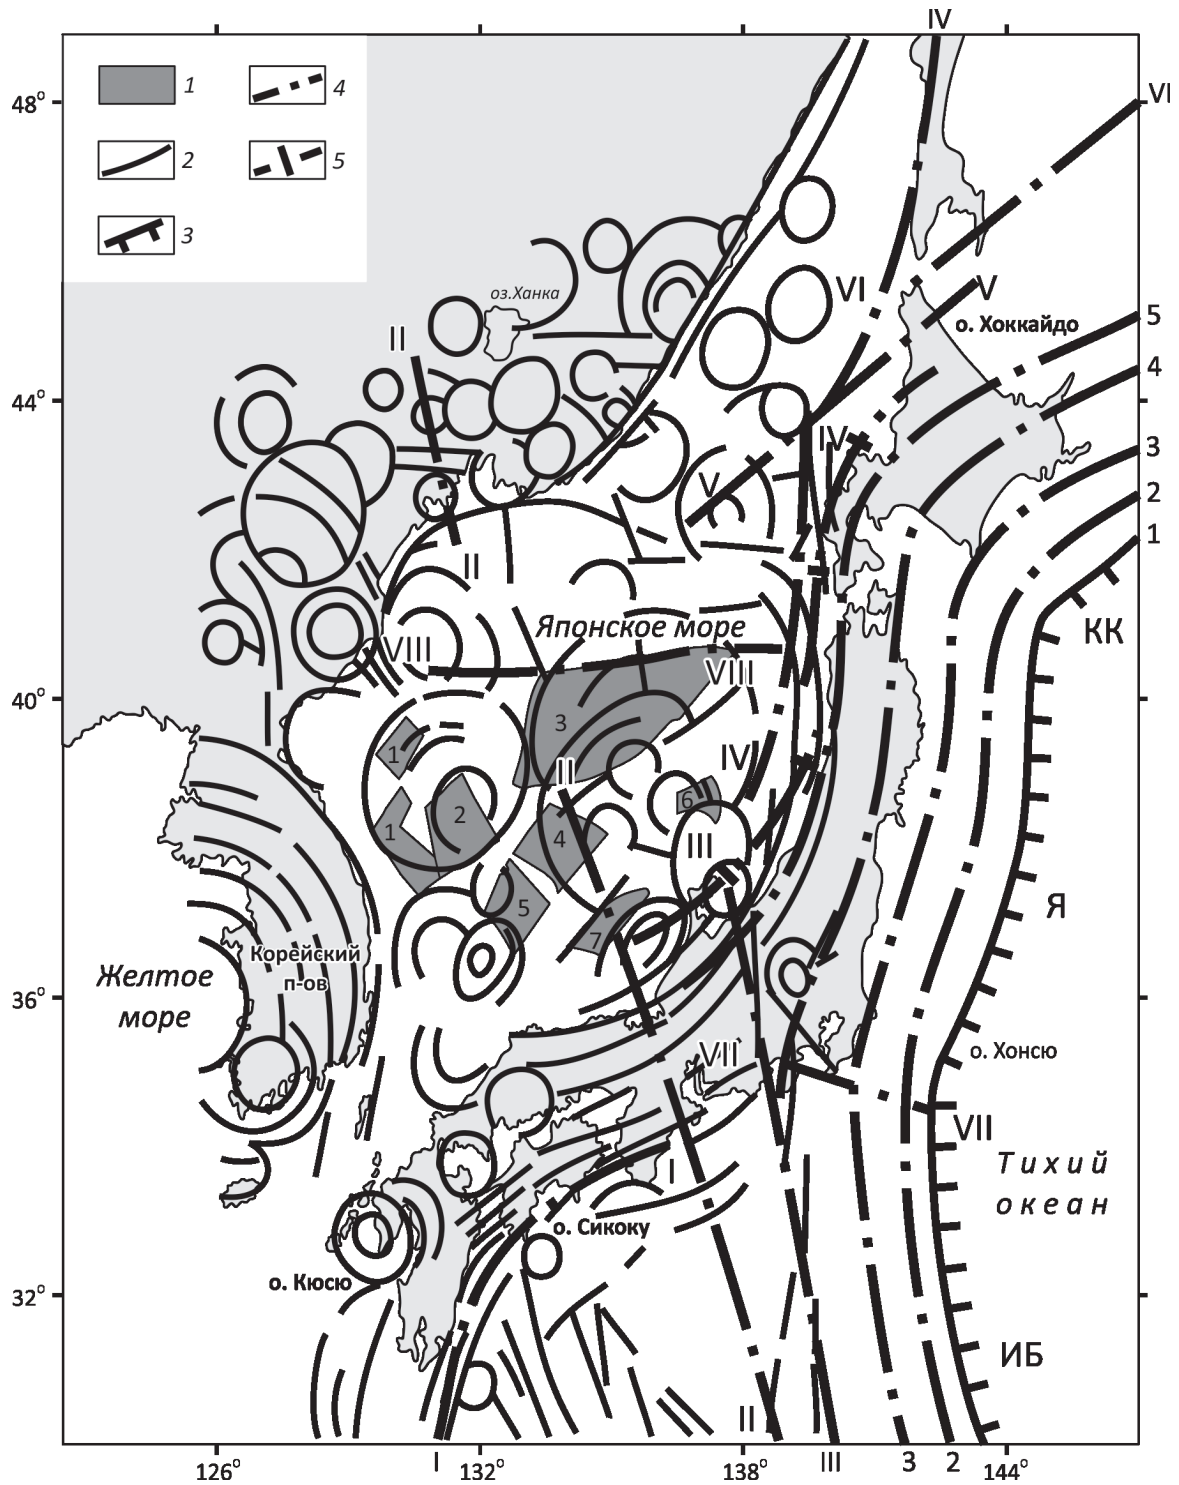 IV
1
4
2
5
3
48°
VI
VI
V
оз.Ханка
о. Хоккайдо
5
II
4
44°
IV
3
V
2
1
II
Японское море
КК
VIII
VIII
40°
3
1
IV
II
6
2
1
4
III
5
Я
7
Корейский
п-ов
Желтое
море
36°
VII
о. Хонсю
VII
I
Тихий
океан
о. Сикоку
о. Кюсю
32°
ИБ
II
I
III
3
2
126°
132°
138°
144°